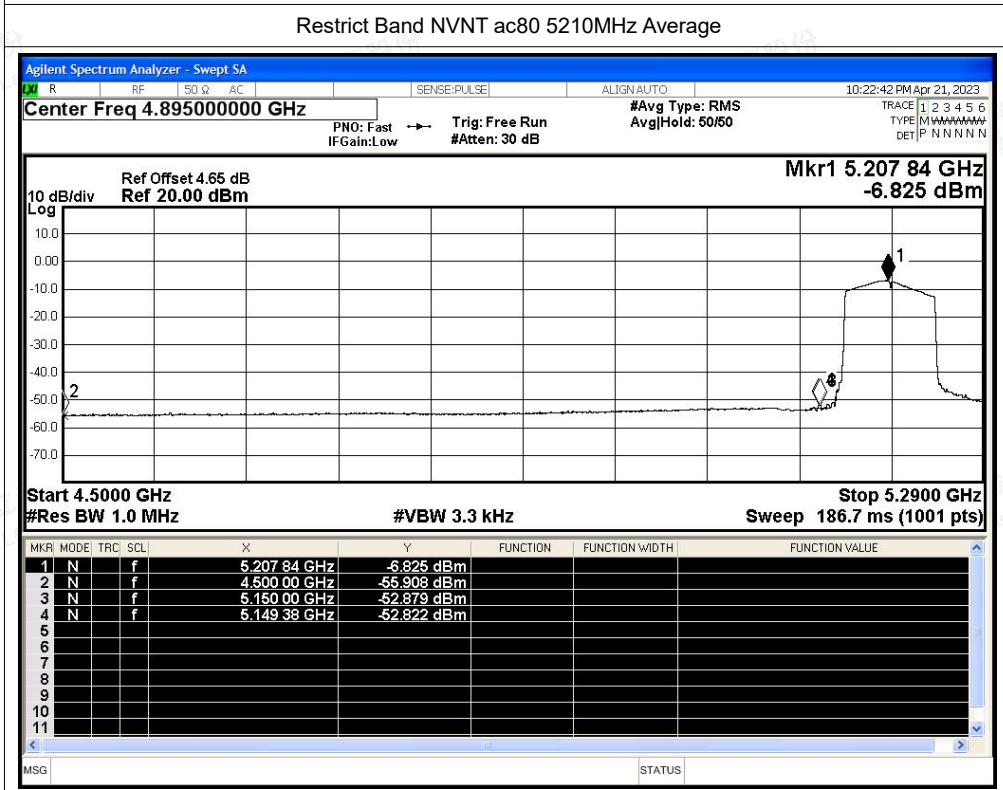 Restrict Band NVNT ac80 5210MHz Average
Agilent Spectrum Analyzer - Swept SA
LXI R RF 50 Ω AC SENSE:PULSE ALIGN AUTO 10:22:42 PM Apr 21, 2023
Center Freq 4.895000000 GHz #Avg Type: RMS TRACE 1 2 3 4 5 6
PNO: Fast Trig: Free Run Avg|Hold: 50/50 TYPE M WWWWW
IFGain:Low #Atten: 30 dB DET P N N N N N
Mkr1 5.207 84 GHz
Ref Offset 4.65 dB -6.825 dBm
10 dB/div Ref 20.00 dBm
Log
10.0
0.00
1
-10.0
-20.0
-30.0
-40.0
-50.0
2
-60.0
-70.0
Start 4.5000 GHz Stop 5.2900 GHz
#Res BW 1.0 MHz #VBW 3.3 kHz Sweep 186.7 ms (1001 pts)
MKR MODE TRC SCL X Y FUNCTION FUNCTION WIDTH FUNCTION VALUE
1 N f 5.207 84 GHz -6.825 dBm
2 N f 4.500 00 GHz -55.908 dBm
3 N f 5.150 00 GHz -52.879 dBm
4 N f 5.149 38 GHz -52.822 dBm
5
6
7
8
9
10
11
MSG STATUS